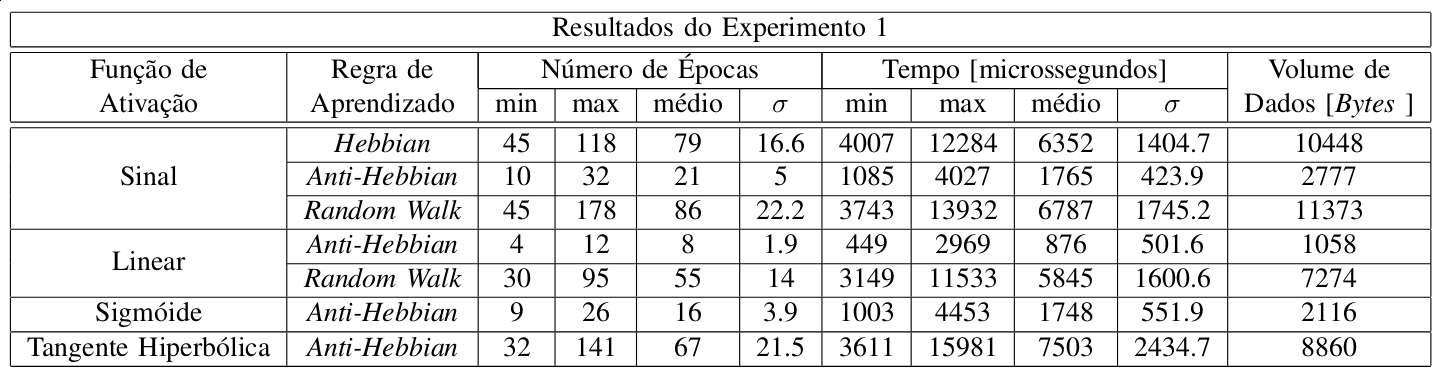 Resultados do Experimento 1
Função de Regra de Número de Épocas Tempo [microssegundos] Volume de
Ativação Aprendizado min max médio σ min max médio σ Dados [Bytes ]
Hebbian 45 118 79 16.6 4007 12284 6352 1404.7 10448
Sinal Anti-Hebbian 10 32 21 5 1085 4027 1765 423.9 2777
Random Walk 45 178 86 22.2 3743 13932 6787 1745.2 11373
Linear Anti-Hebbian 4 12 8 1.9 449 2969 876 501.6 1058
Random Walk 30 95 55 14 3149 11533 5845 1600.6 7274
Sigmóide Anti-Hebbian 9 26 16 3.9 1003 4453 1748 551.9 2116
Tangente Hiperbólica Anti-Hebbian 32 141 67 21.5 3611 15981 7503 2434.7 8860